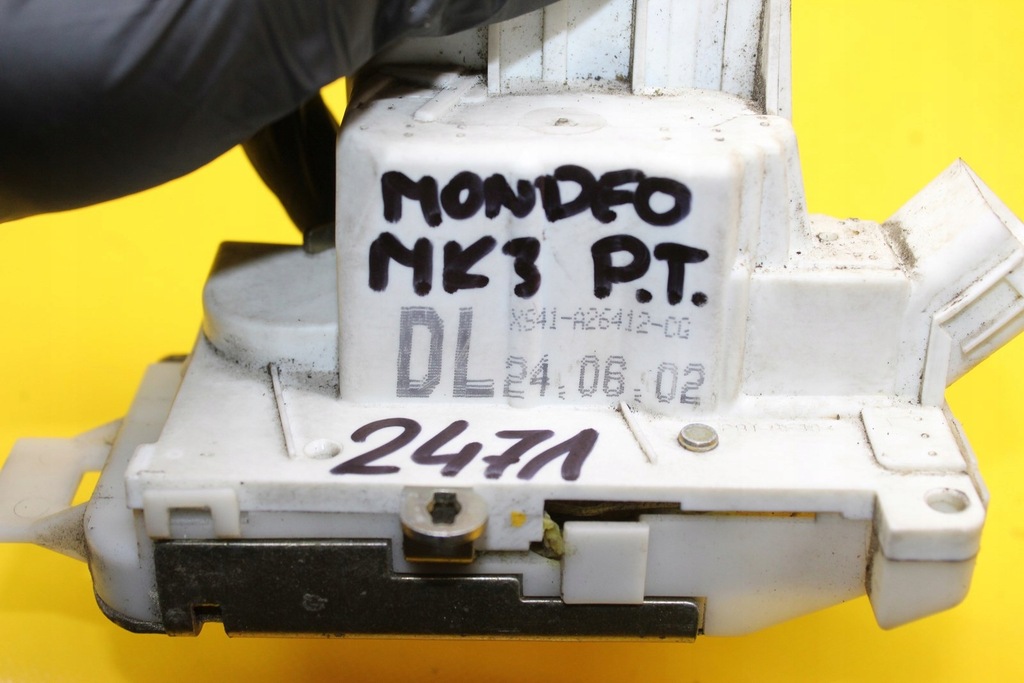 MONDEO
MK3 P.T.
DL
XS41-A26412-CG
24.06.02
2471